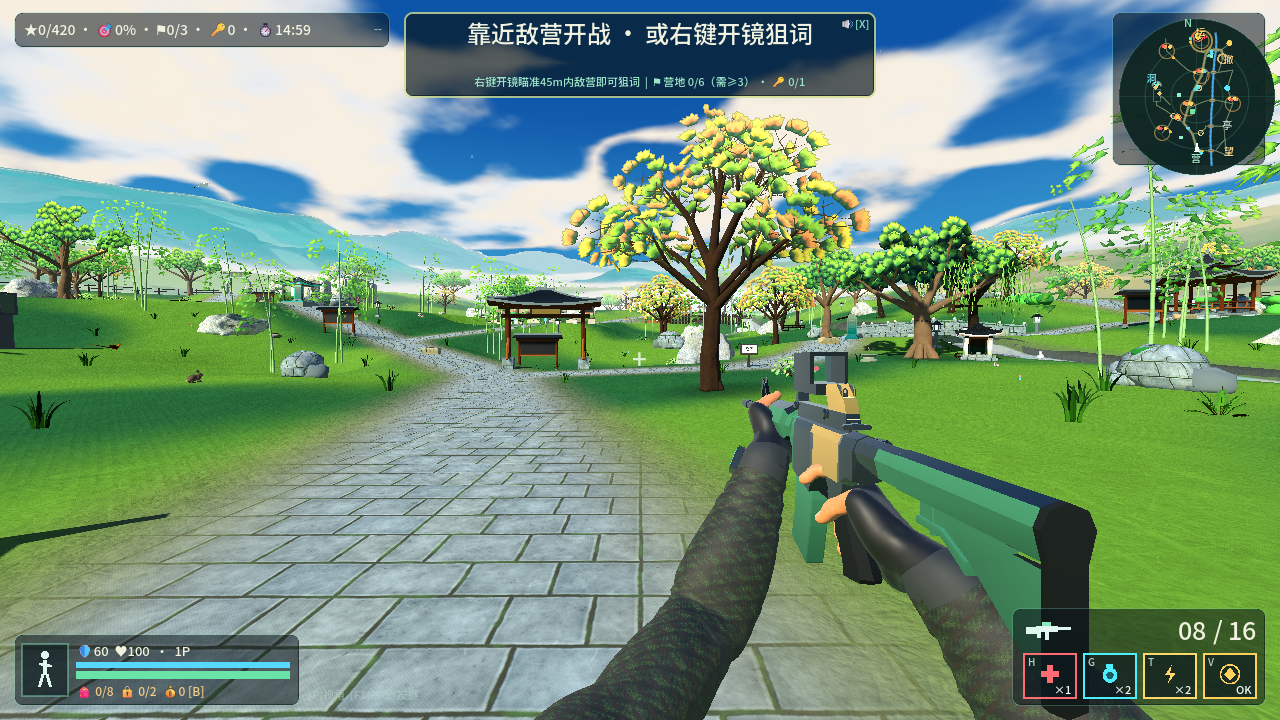 ★0/420 · 🎯0% · ⚑0/3 · 🔑0 · ⏱14:59 --
靠近敌营开战 · 或右键开镜狙词
[X]
右键开镜瞄准45m内敌营即可狙词 | ⚑营地 0/6（需≥3） · 🔑 0/1
N
撤
洞
亭
望
营
60 ♥100 · 1P
0/8 0/2 0 [B]
08 / 16
H ×1
G ×2
T ×2
V OK